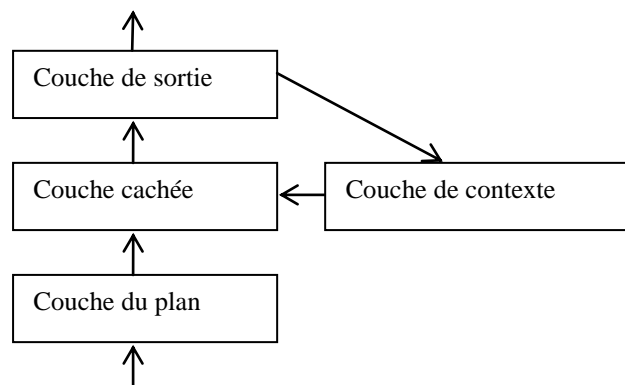 Couche de sortie
Couche cachée
Couche de contexte
Couche du plan